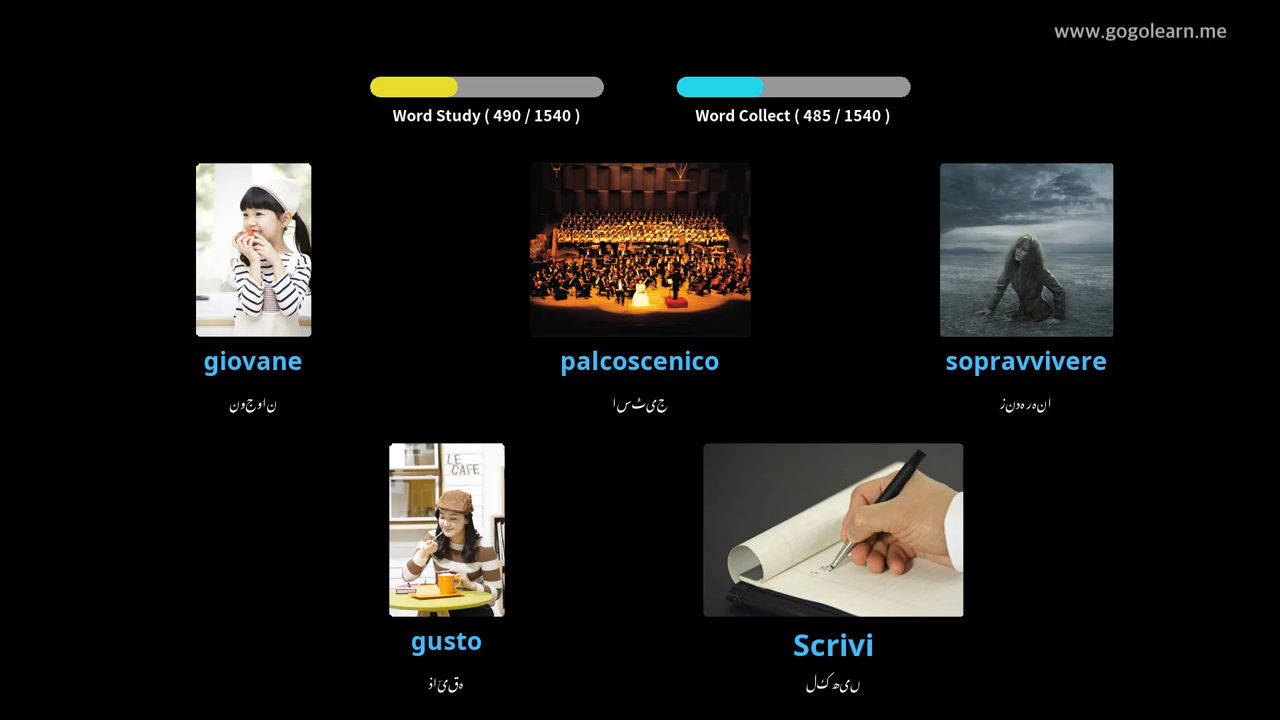 www.gogolearn.me
Word Study ( 490 / 1540 )
Word Collect ( 485 / 1540 )
giovane
نوجوان
palcoscenico
اسٹیج
sopravvivere
زندہ رہنا
gusto
ذائقہ
Scrivi
لکھیں